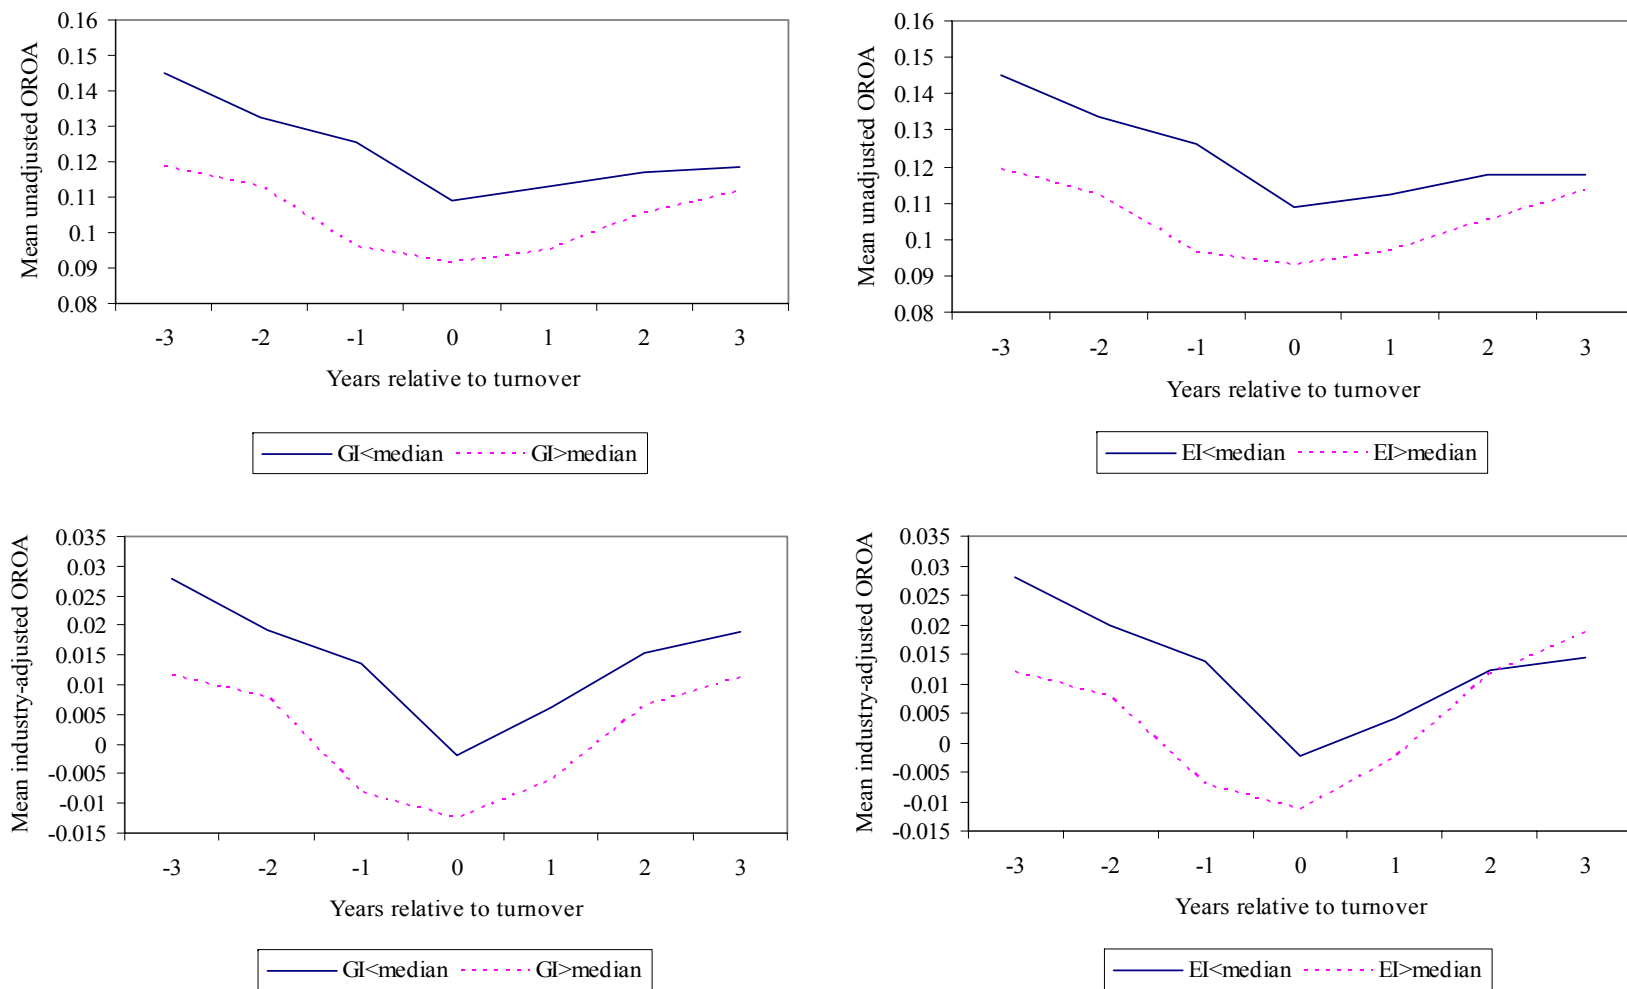 Mean unadjusted OROA
0.16
0.15
0.14
0.13
0.12
0.11
0.1
0.09
0.08
-3 -2 -1 0 1 2 3
Years relative to turnover
GI<median GI>median
Mean unadjusted OROA
0.16
0.15
0.14
0.13
0.12
0.11
0.1
0.09
0.08
-3 -2 -1 0 1 2 3
Years relative to turnover
EI<median EI>median
Mean industry-adjusted OROA
0.035
0.03
0.025
0.02
0.015
0.01
0.005
0
-0.005
-0.01
-0.015
-3 -2 -1 0 1 2 3
Years relative to turnover
GI<median GI>median
Mean industry-adjusted OROA
0.035
0.03
0.025
0.02
0.015
0.01
0.005
0
-0.005
-0.01
-0.015
-3 -2 -1 0 1 2 3
Years relative to turnover
EI<median EI>median